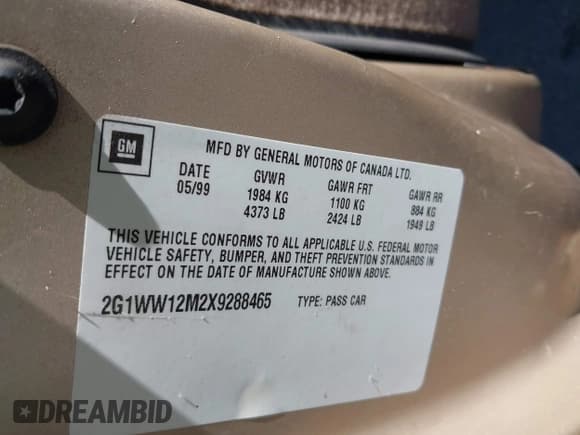 GM
MFD BY GENERAL MOTORS OF CANADA LTD.
DATE GVWR GAWR FRT GAWR RR
05/99 1984 KG 1100 KG 884 KG
4373 LB 2424 LB 1949 LB
THIS VEHICLE CONFORMS TO ALL APPLICABLE U.S. FEDERAL MOTOR
VEHICLE SAFETY, BUMPER, AND THEFT PREVENTION STANDARDS IN
EFFECT ON THE DATE OF MANUFACTURE SHOWN ABOVE.
2G1WW12M2X9288465 TYPE: PASS CAR
DREAMBID